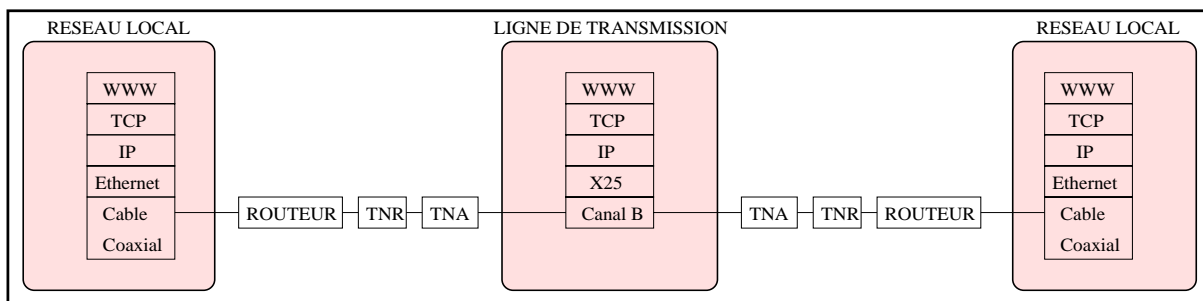 RESEAU LOCAL
LIGNE DE TRANSMISSION
RESEAU LOCAL
WWW
TCP
IP
Ethernet
Cable
Coaxial
ROUTEUR
TNR
TNA
WWW
TCP
IP
X25
Canal B
TNA
TNR
ROUTEUR
WWW
TCP
IP
Ethernet
Cable
Coaxial